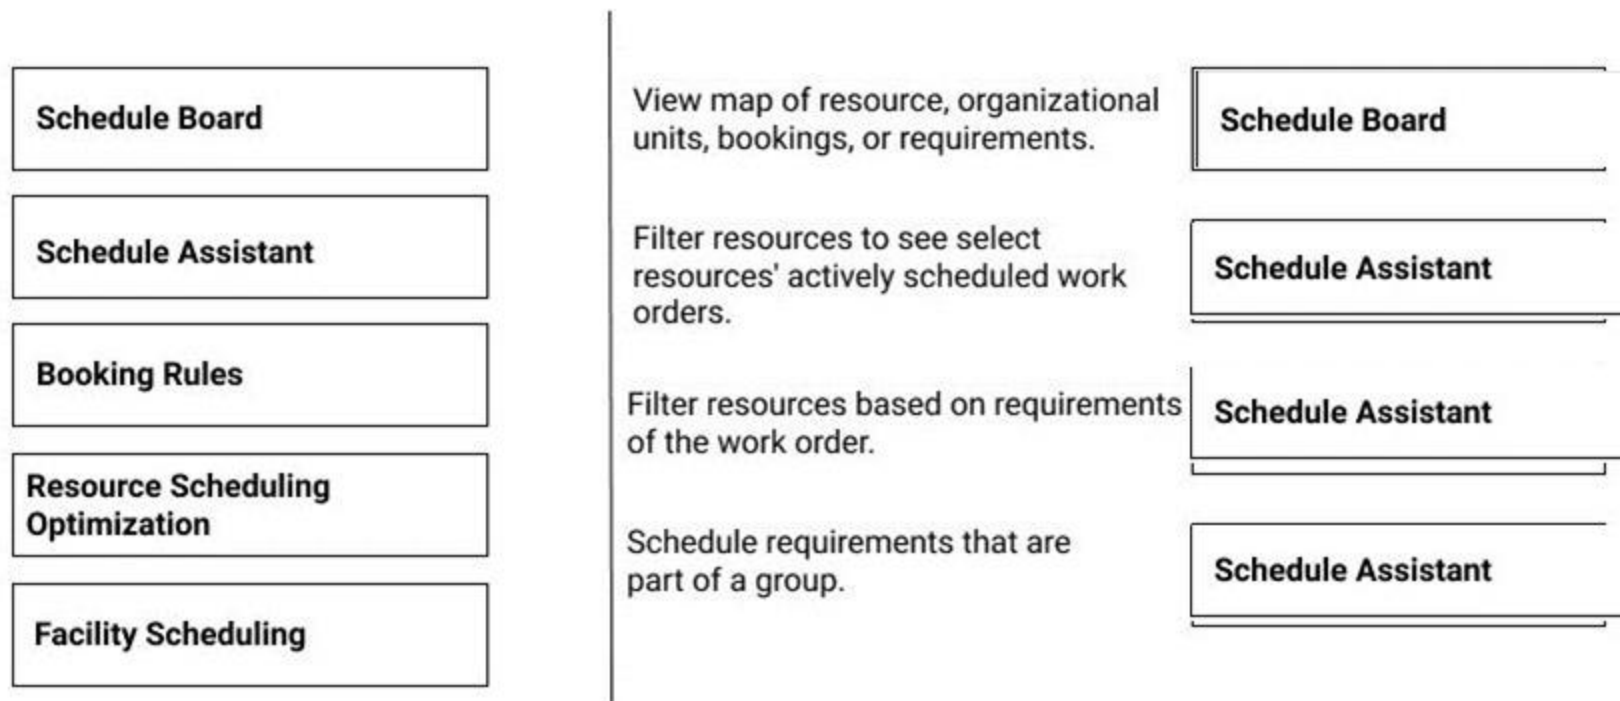 Schedule Board
Schedule Assistant
Booking Rules
Resource Scheduling
Optimization
Facility Scheduling
View map of resource, organizational
units, bookings, or requirements.
Schedule Board
Filter resources to see select
resources' actively scheduled work
orders.
Schedule Assistant
Filter resources based on requirements
of the work order.
Schedule Assistant
Schedule requirements that are
part of a group.
Schedule Assistant